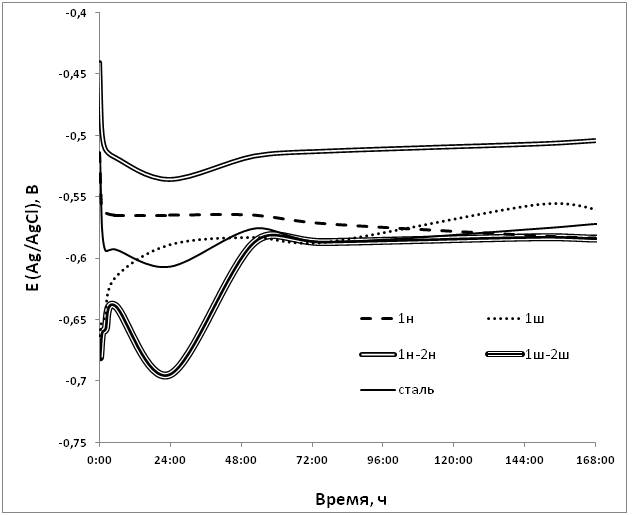 -0,4
-0,45
-0,5
-0,55
-0,6
-0,65
-0,7
-0,75
E (Ag/AgCl), В
1н
1ш
1н-2н
1ш-2ш
сталь
0:00 24:00 48:00 72:00 96:00 120:00 144:00 168:00
Время, ч